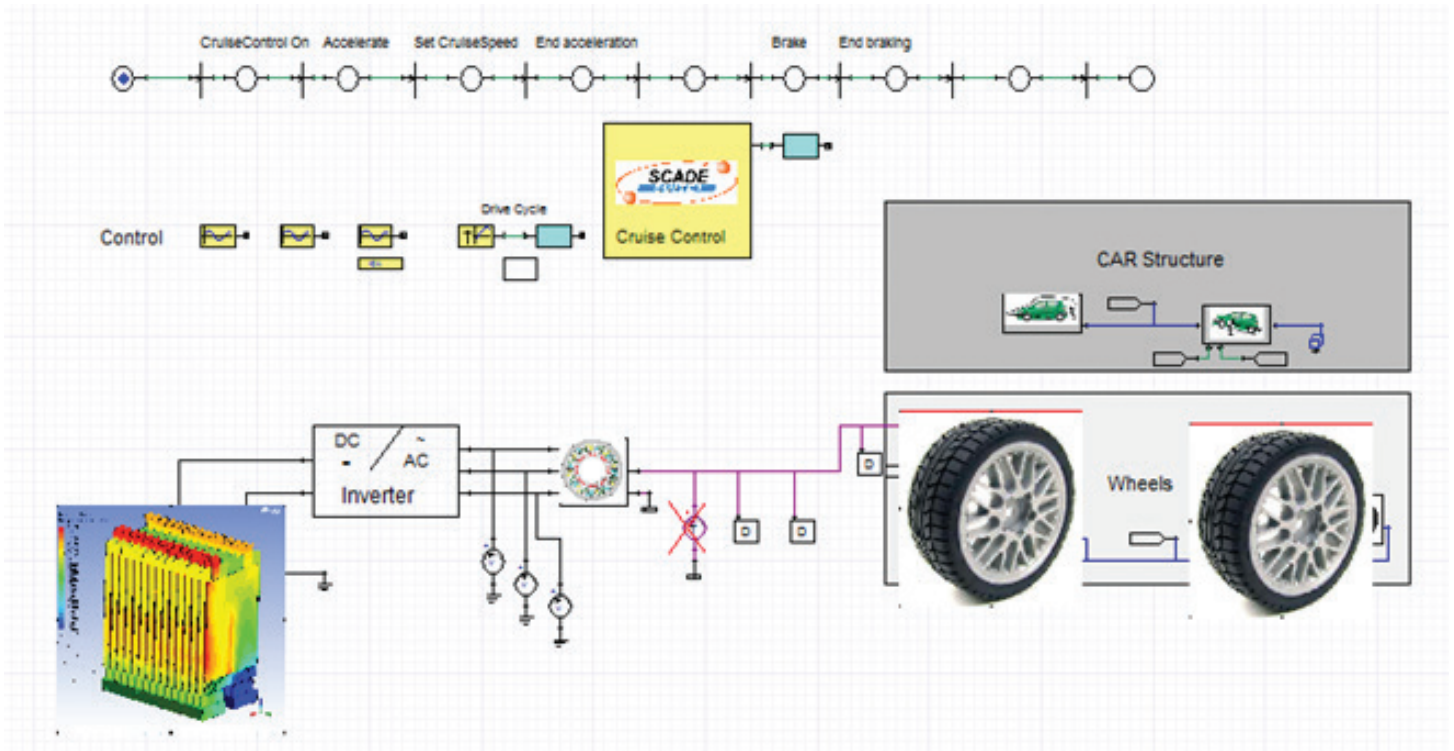 CruiseControl On
Accelerate
Set CruiseSpeed
End acceleration
Brake
End braking
SCADE
Drive Cycle
Control
Cruise Control
CAR Structure
DC
AC
Inverter
D
D
D
Wheels